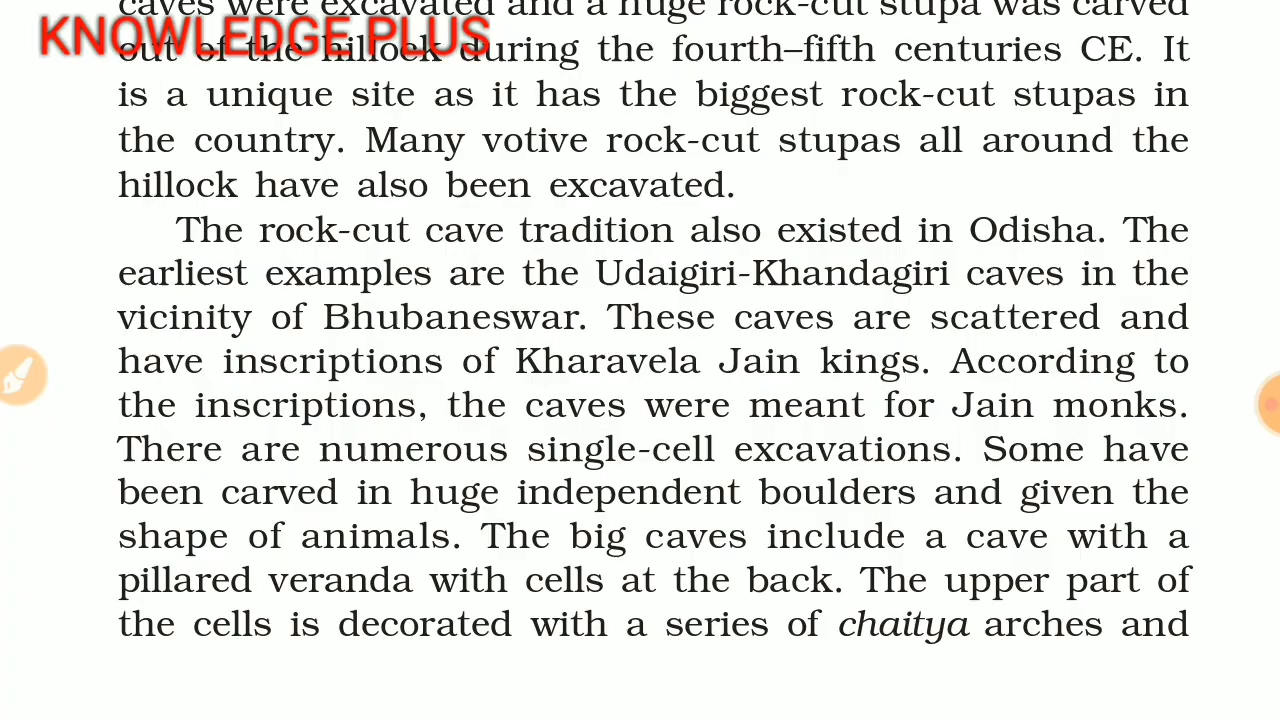 caves were excavated and a huge rock-cut stupa was carved
KNOWLEDGE PLUS
out of the hillock during the fourth–fifth centuries CE. It
is a unique site as it has the biggest rock-cut stupas in
the country. Many votive rock-cut stupas all around the
hillock have also been excavated.
The rock-cut cave tradition also existed in Odisha. The
earliest examples are the Udaigiri-Khandagiri caves in the
vicinity of Bhubaneswar. These caves are scattered and
have inscriptions of Kharavela Jain kings. According to
the inscriptions, the caves were meant for Jain monks.
There are numerous single-cell excavations. Some have
been carved in huge independent boulders and given the
shape of animals. The big caves include a cave with a
pillared veranda with cells at the back. The upper part of
the cells is decorated with a series of chaitya arches and